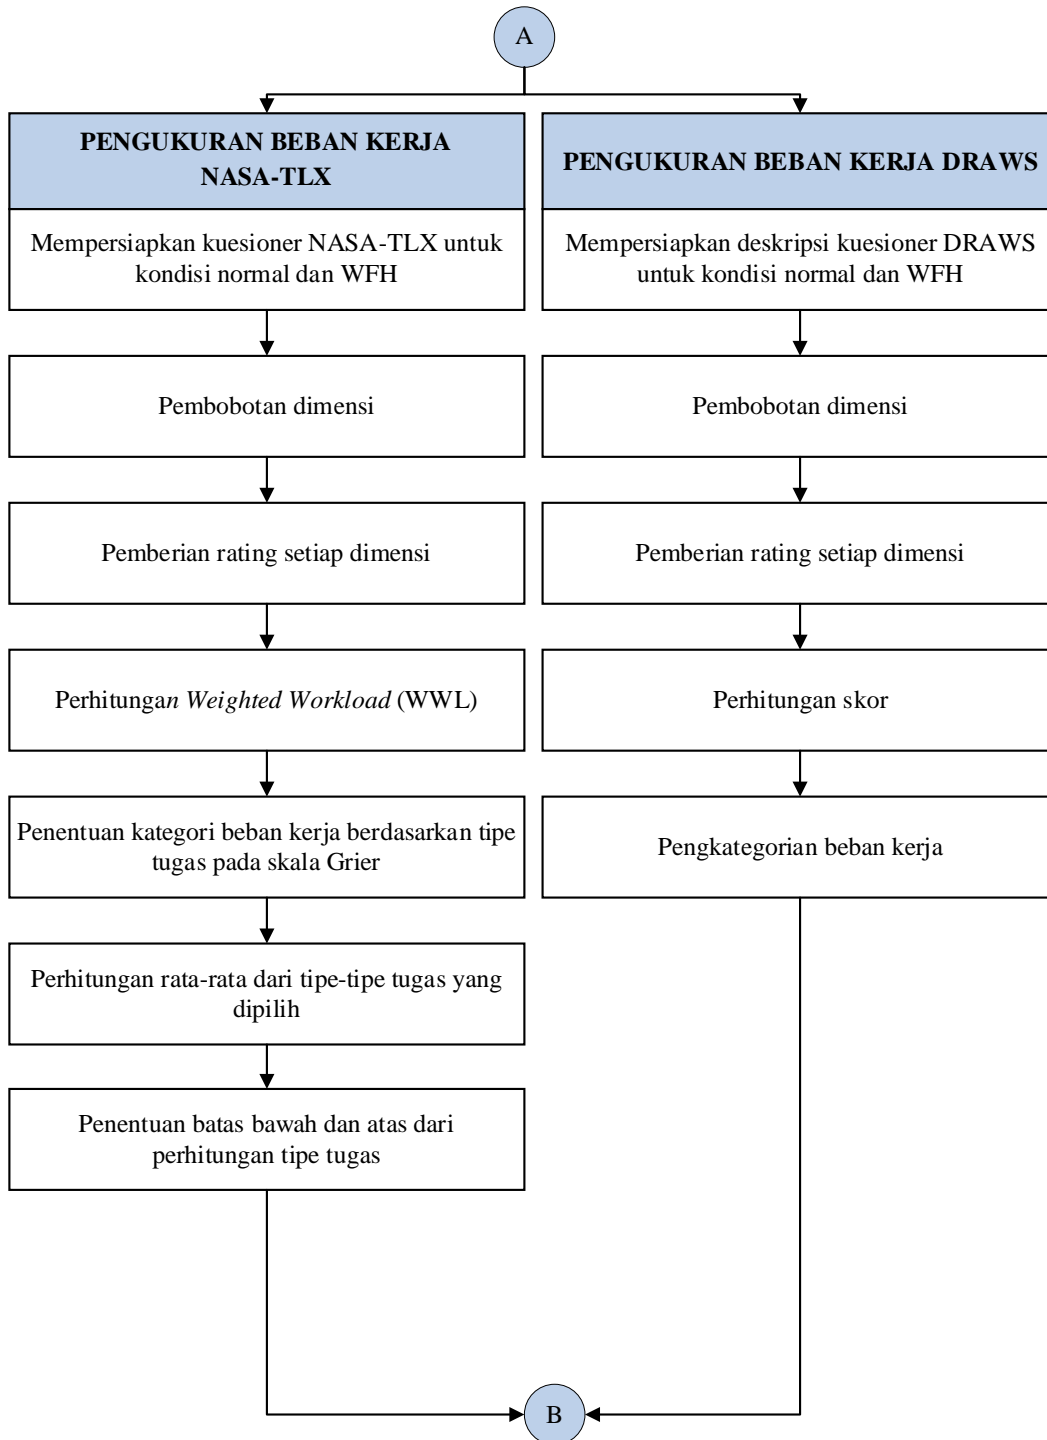 A
PENGUKURAN BEBAN KERJA
NASA-TLX
Mempersiapkan kuesioner NASA-TLX untuk
kondisi normal dan WFH
Pembobotan dimensi
Pemberian rating setiap dimensi
Perhitungan Weighted Workload (WWL)
Penentuan kategori beban kerja berdasarkan tipe
tugas pada skala Grier
Perhitungan rata-rata dari tipe-tipe tugas yang
dipilih
Penentuan batas bawah dan atas dari
perhitungan tipe tugas
PENGUKURAN BEBAN KERJA DRAWS
Mempersiapkan deskripsi kuesioner DRAWS
untuk kondisi normal dan WFH
Pembobotan dimensi
Pemberian rating setiap dimensi
Perhitungan skor
Pengkategorian beban kerja
B